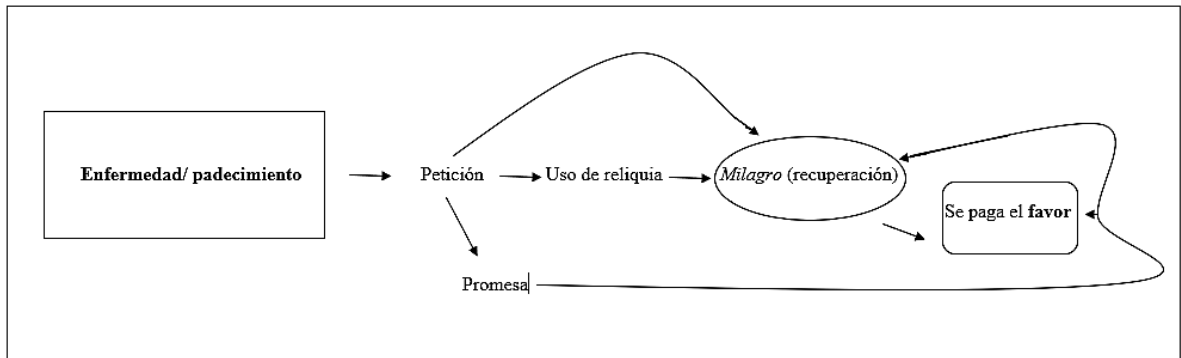 Enfermedad/ padecimiento
Petición
Uso de reliquia
Milagro (recuperación)
Se paga el favor
Promesa